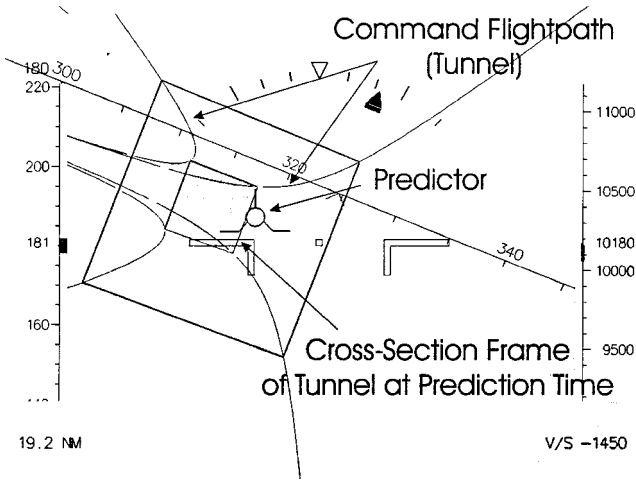 Command Flightpath
(Tunnel)
180 300
220
11000
200
320
Predictor
10500
181
10180
340
10000
160
Cross-Section Frame
of Tunnel at Prediction Time
9500
19.2 NM
V/S -1450